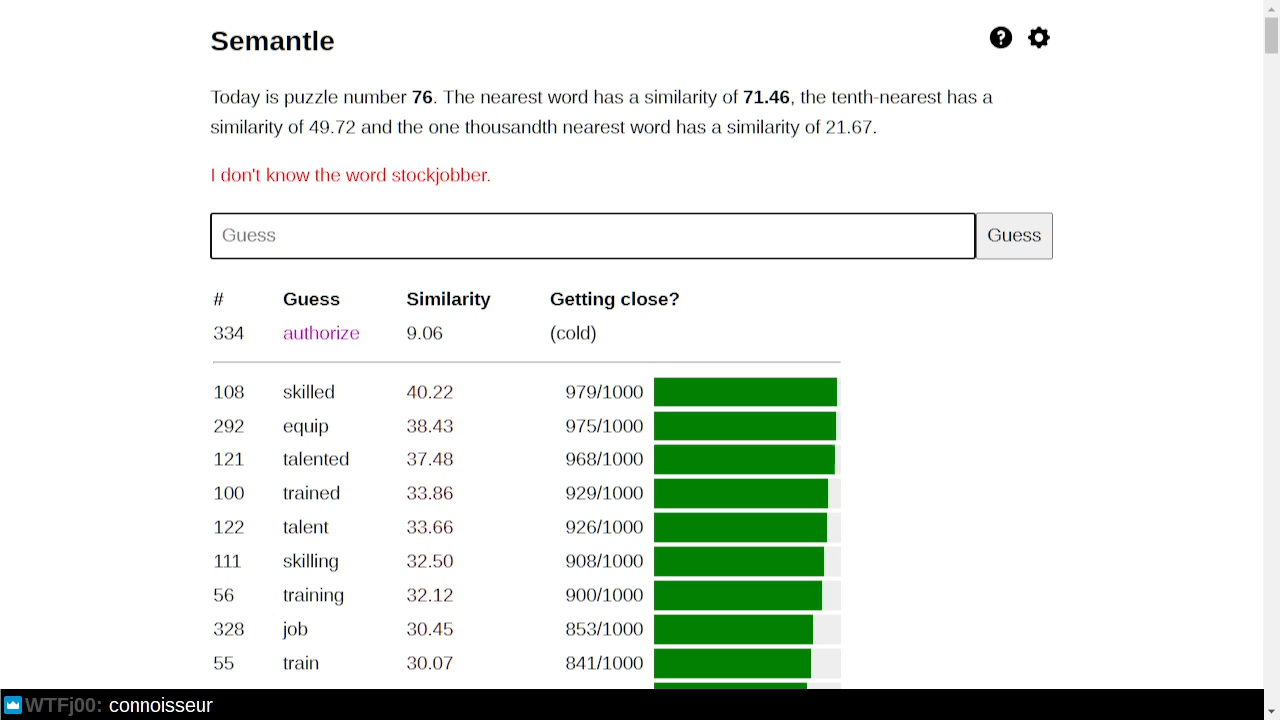 Semantle
Today is puzzle number 76. The nearest word has a similarity of 71.46, the tenth-nearest has a
similarity of 49.72 and the one thousandth nearest word has a similarity of 21.67.
I don't know the word stockjobber.
Guess Guess
# Guess Similarity Getting close?
334 authorize 9.06 (cold)
108 skilled 40.22 979/1000
292 equip 38.43 975/1000
121 talented 37.48 968/1000
100 trained 33.86 929/1000
122 talent 33.66 926/1000
111 skilling 32.50 908/1000
56 training 32.12 900/1000
328 job 30.45 853/1000
55 train 30.07 841/1000
WTFj00: connoisseur